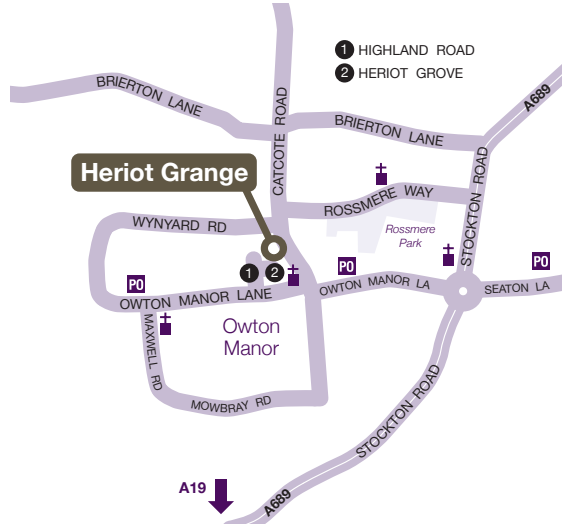 1 HIGHLAND ROAD
2 HERIOT GROVE
BRIERTON LANE
CATCOTE ROAD
A689
BRIERTON LANE
Heriot Grange
STOCKTON ROAD
ROSSMERE WAY
WYNYARD RD
Rossmere
Park
1 2
PO
PO
PO
OWTON MANOR LANE
OWTON MANOR LA
SEATON LA
MAXWELL RD
Owton
Manor
MOWBRAY RD
STOCKTON ROAD
A19
A689